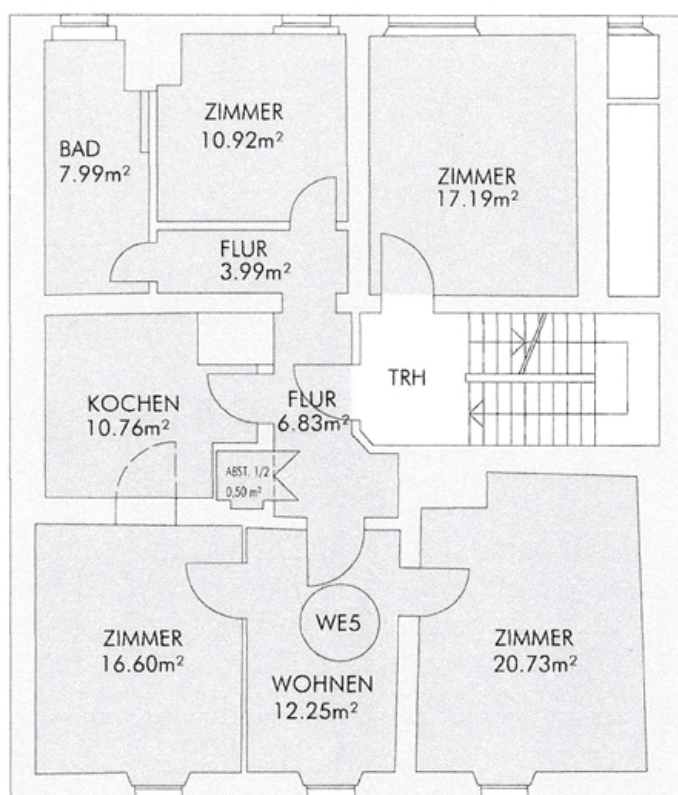 ZIMMER
10.92m²
BAD
7.99m²
ZIMMER
17.19m²
FLUR
3.99m²
TRH
KOCHEN
10.76m²
FLUR
6.83m²
ABST. 1/2
0,50 m²
WE5
ZIMMER
16.60m²
ZIMMER
20.73m²
WOHNEN
12.25m²